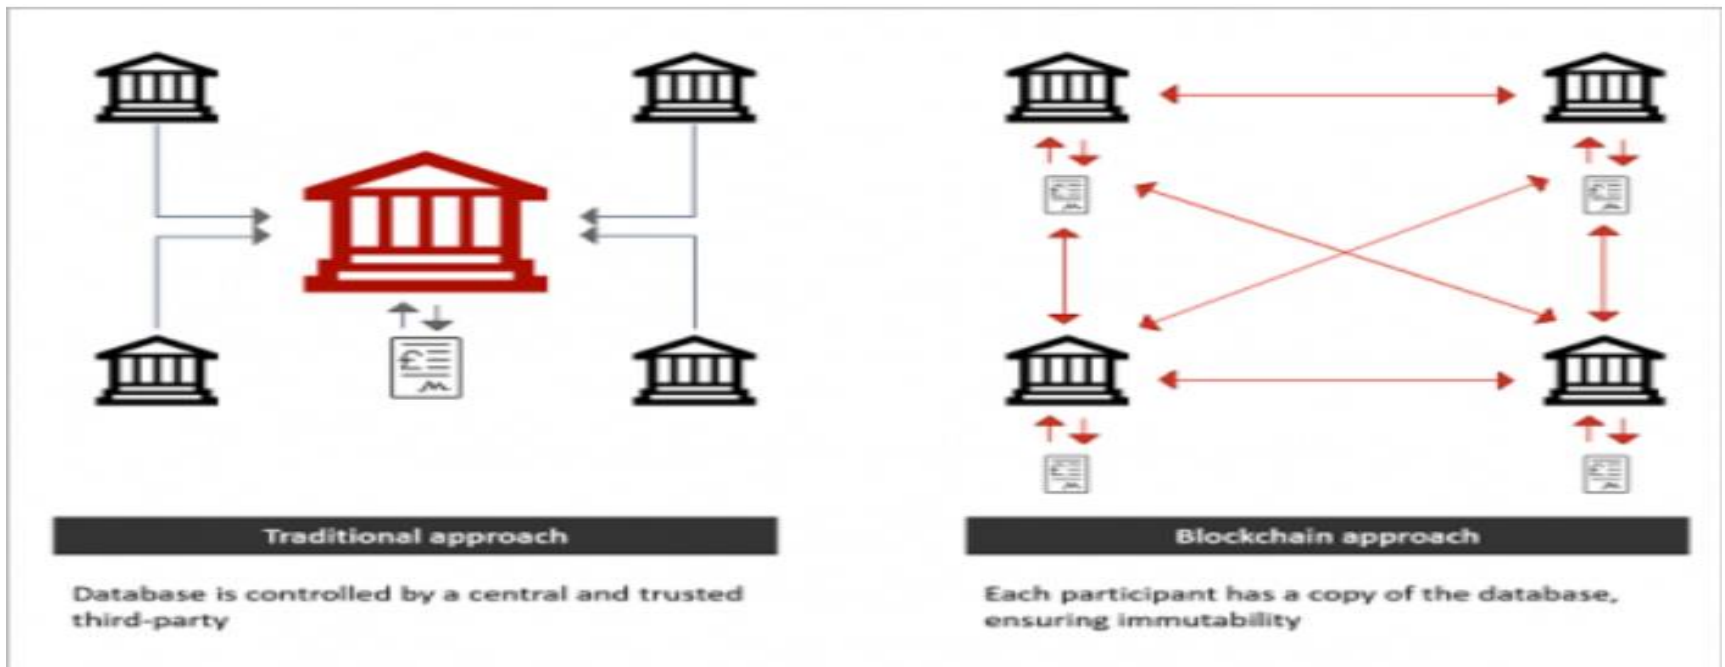 £
£
£
£
£
Traditional approach
Blockchain approach
Database is controlled by a central and trusted
third-party
Each participant has a copy of the database,
ensuring immutability